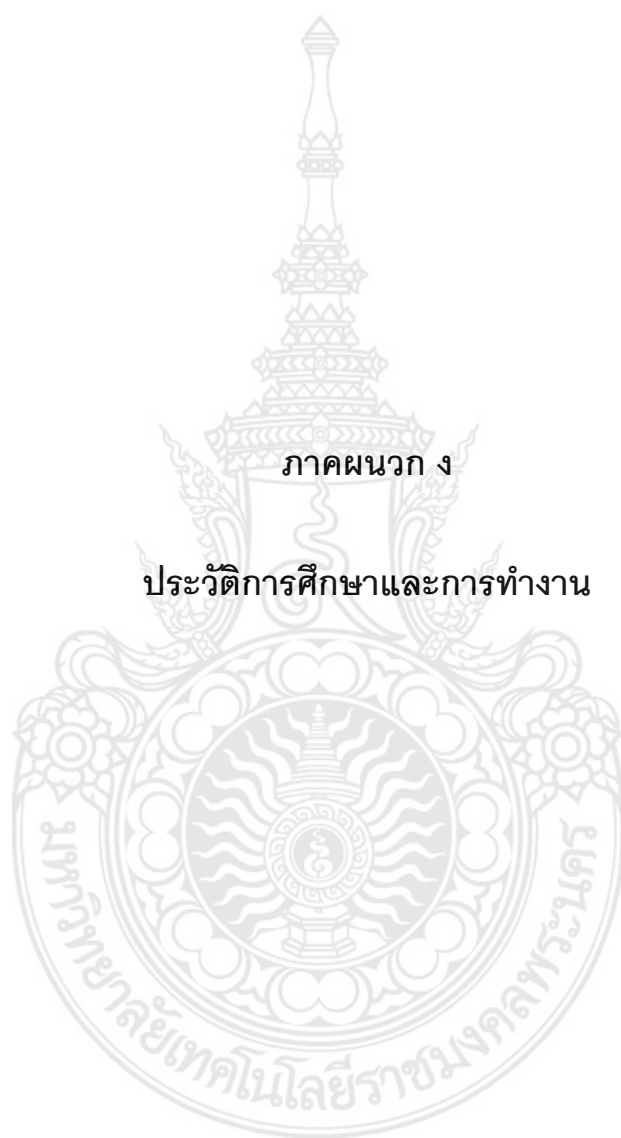 ภาคผนวก ง
ประวัติการศึกษาและการทำงาน
มหาวิทยาลัยเทคโนโลยีราชมงคลพระนคร